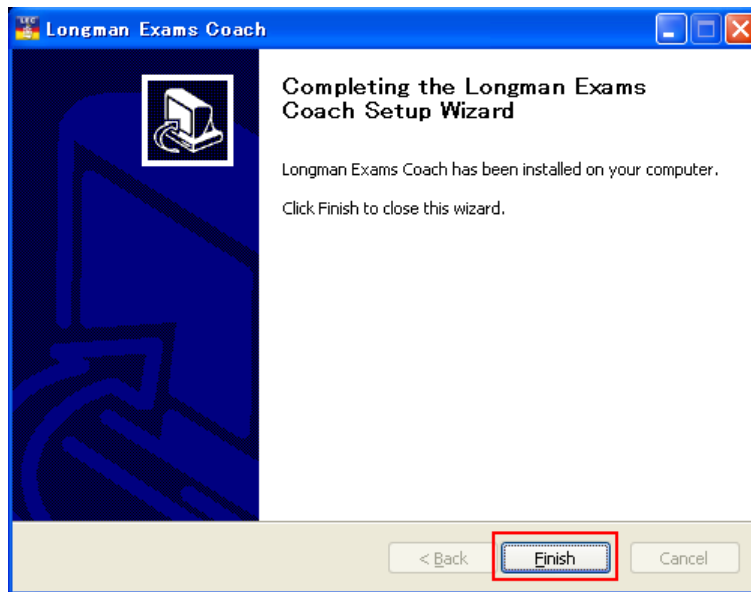 LEC
Longman Exams Coach
Completing the Longman Exams
Coach Setup Wizard
Longman Exams Coach has been installed on your computer.
Click Finish to close this wizard.
< Back
Finish
Cancel